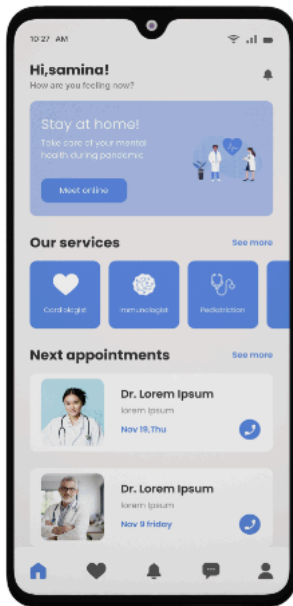 10:27 AM
Hi,samina!
How are you feeling now?
Stay at home!
Take care of your mental
health during pandemic
Meet online
Our services
See more
Cardiologist
Immunologist
Pediatriction
Next appointments
See more
Dr. Lorem Ipsum
lorem Ipsum
Nov 19,Thu
Dr. Lorem Ipsum
lorem Ipsum
Nov 9 friday